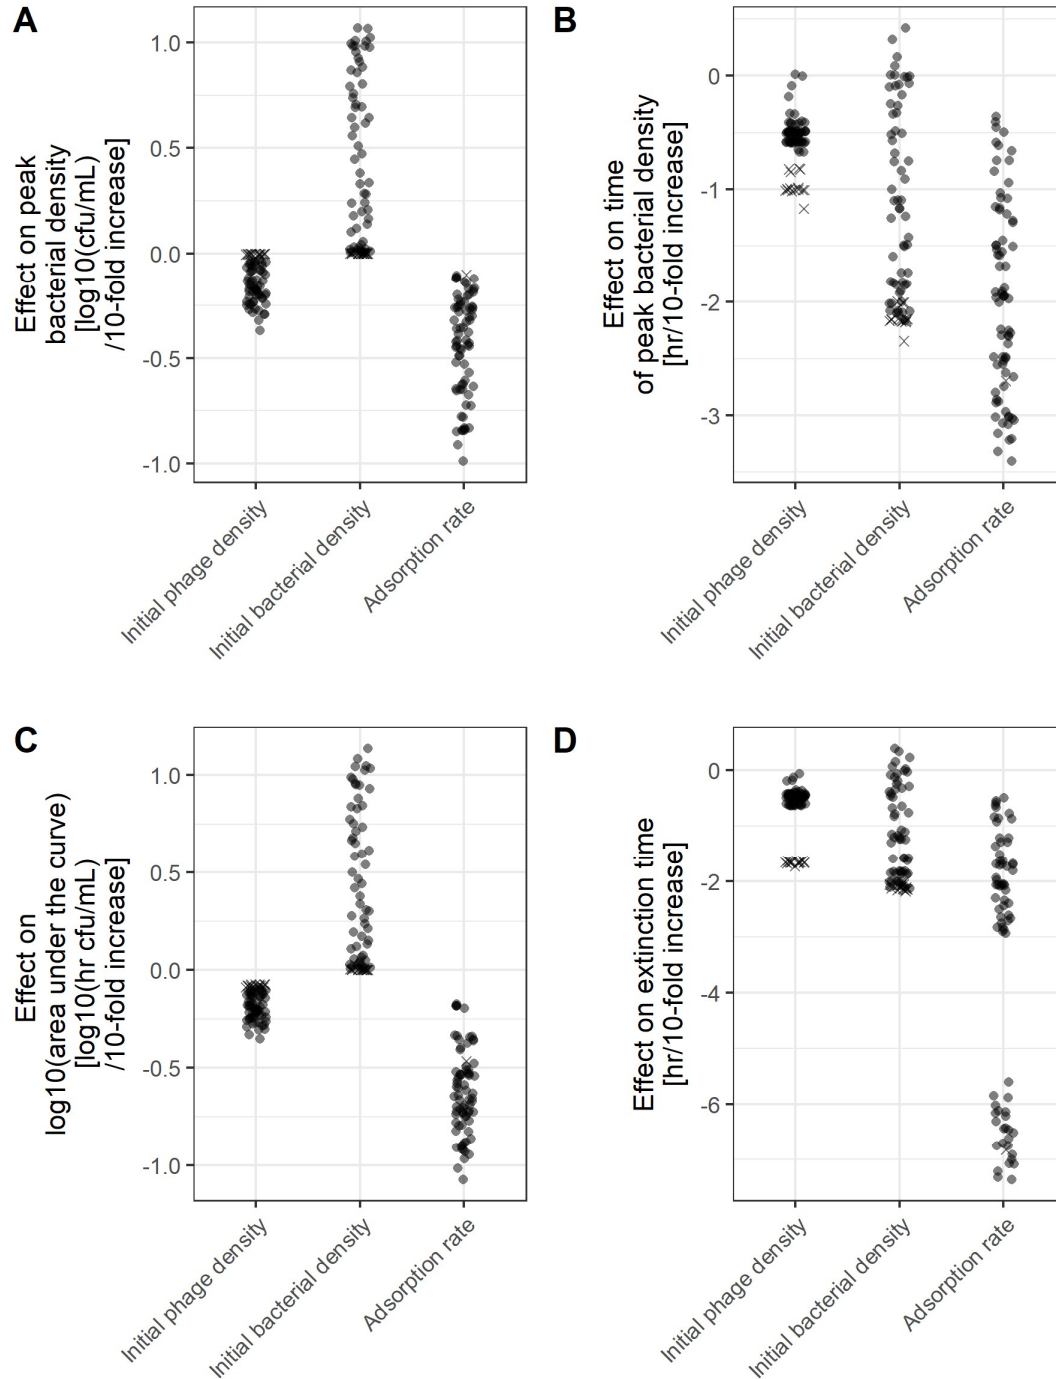 A
Effect on peak
bacterial density
[log10(cfu/mL)
/10-fold increase]
1.0
0.5
0.0
-0.5
-1.0
Initial phage density
Initial bacterial density
Adsorption rate
B
Effect on time
of peak bacterial density
[hr/10-fold increase]
0
-1
-2
-3
Initial phage density
Initial bacterial density
Adsorption rate
C
Effect on
log10(area under the curve)
[log10(hr cfu/mL)
/10-fold increase]
1.0
0.5
0.0
-0.5
-1.0
Initial phage density
Initial bacterial density
Adsorption rate
D
Effect on extinction time
[hr/10-fold increase]
0
-2
-4
-6
Initial phage density
Initial bacterial density
Adsorption rate